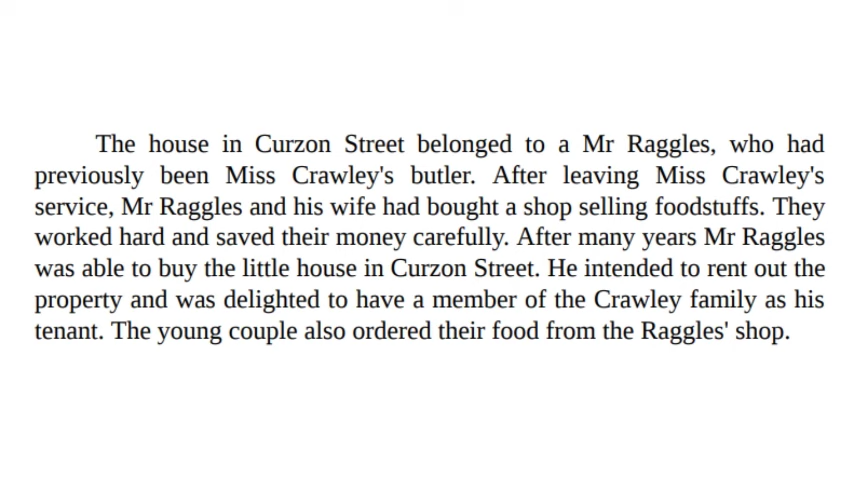 The house in Curzon Street belonged to a Mr Raggles, who had
previously been Miss Crawley's butler. After leaving Miss Crawley's
service, Mr Raggles and his wife had bought a shop selling foodstuffs. They
worked hard and saved their money carefully. After many years Mr Raggles
was able to buy the little house in Curzon Street. He intended to rent out the
property and was delighted to have a member of the Crawley family as his
tenant. The young couple also ordered their food from the Raggles' shop.